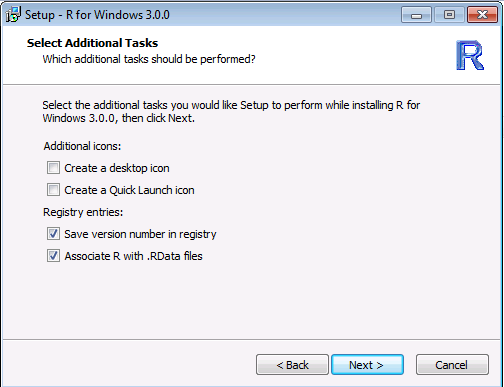 Setup - R for Windows 3.0.0
Select Additional Tasks
Which additional tasks should be performed?
R
Select the additional tasks you would like Setup to perform while installing R for
Windows 3.0.0, then click Next.
Additional icons:
Create a desktop icon
Create a Quick Launch icon
Registry entries:
Save version number in registry
Associate R with .RData files
< Back
Next >
Cancel